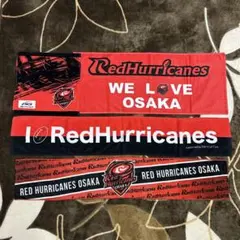 RedHurricanes
WE LOVE
OSAKA
I RedHurricanes
RED HURRICANES OSAKA RED HURRICANES OSAKA